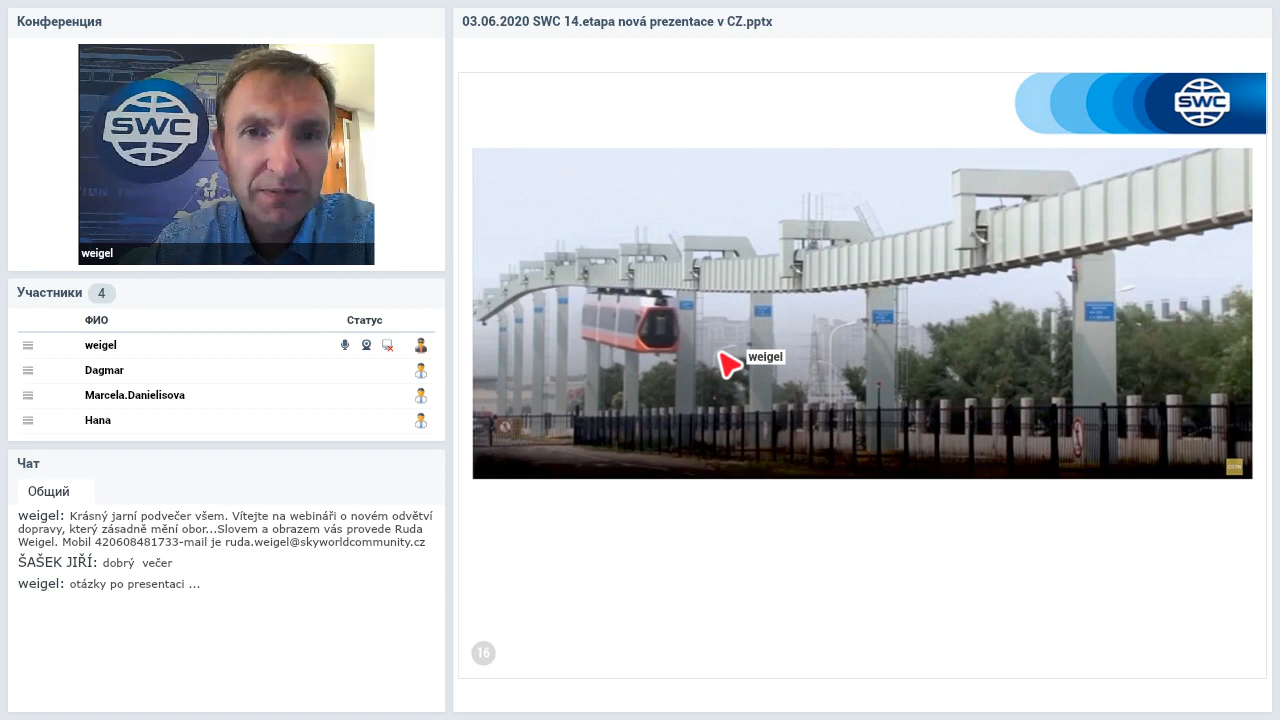 Конференция
SWC
weigel
Участники 4
ФИО Статус
weigel
Dagmar
Marcela.Danielisova
Hana
Чат
Общий
weigel: Krásný jarní podvečer všem. Vítejte na webináři o novém odvětví
dopravy, který zásadně mění obor...Slovem a obrazem vás provede Ruda
Weigel. Mobil 420608481733-mail je ruda.weigel@skyworldcommunity.cz
ŠAŠEK JIŘÍ: dobrý večer
weigel: otázky po presentaci ...
03.06.2020 SWC 14.etapa nová prezentace v CZ.pptx
SWC
weigel
CGTN
16